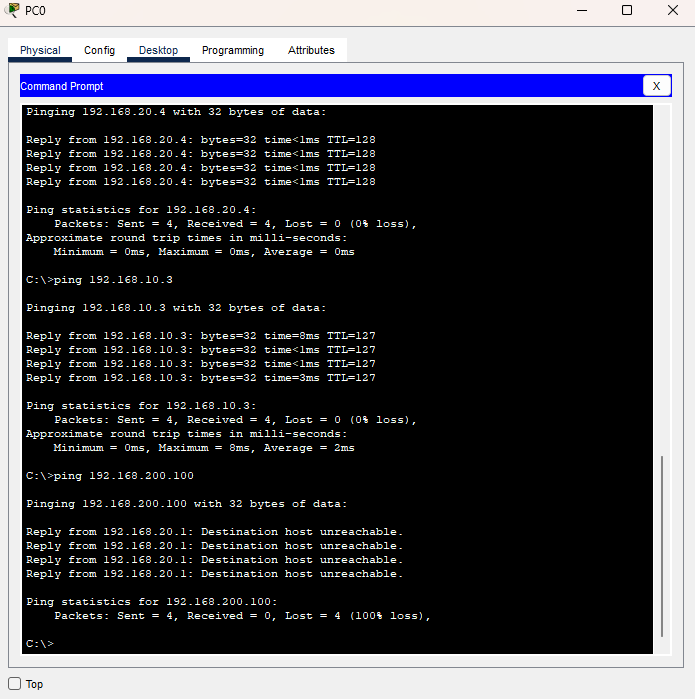 PC0
Physical Config Desktop Programming Attributes
Command Prompt X
Pinging 192.168.20.4 with 32 bytes of data:
Reply from 192.168.20.4: bytes=32 time<1ms TTL=128
Reply from 192.168.20.4: bytes=32 time<1ms TTL=128
Reply from 192.168.20.4: bytes=32 time<1ms TTL=128
Reply from 192.168.20.4: bytes=32 time<1ms TTL=128
Ping statistics for 192.168.20.4:
    Packets: Sent = 4, Received = 4, Lost = 0 (0% loss),
Approximate round trip times in milli-seconds:
    Minimum = 0ms, Maximum = 0ms, Average = 0ms
C:\>ping 192.168.10.3
Pinging 192.168.10.3 with 32 bytes of data:
Reply from 192.168.10.3: bytes=32 time=8ms TTL=127
Reply from 192.168.10.3: bytes=32 time<1ms TTL=127
Reply from 192.168.10.3: bytes=32 time<1ms TTL=127
Reply from 192.168.10.3: bytes=32 time=3ms TTL=127
Ping statistics for 192.168.10.3:
    Packets: Sent = 4, Received = 4, Lost = 0 (0% loss),
Approximate round trip times in milli-seconds:
    Minimum = 0ms, Maximum = 8ms, Average = 2ms
C:\>ping 192.168.200.100
Pinging 192.168.200.100 with 32 bytes of data:
Reply from 192.168.20.1: Destination host unreachable.
Reply from 192.168.20.1: Destination host unreachable.
Reply from 192.168.20.1: Destination host unreachable.
Reply from 192.168.20.1: Destination host unreachable.
Ping statistics for 192.168.200.100:
    Packets: Sent = 4, Received = 0, Lost = 4 (100% loss),
C:\>
Top